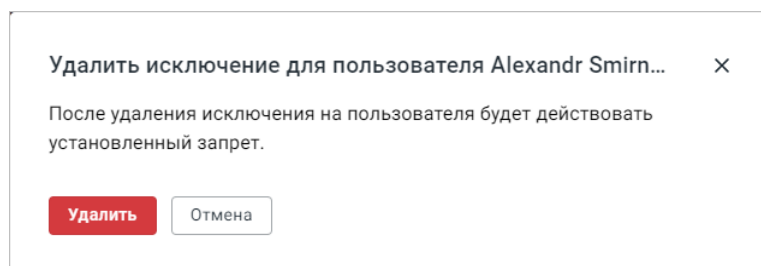 Удалить исключение для пользователя Alexandr Smirn...
После удаления исключения на пользователя будет действовать
установленный запрет.
Удалить Отмена